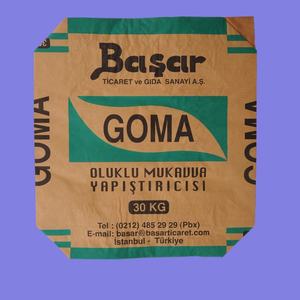 Başar
TİCARET ve GIDA SANAYİ A.Ş.
GOMA
GOMA
GOMA
OLUKLU MUKAVVA
YAPIŞTIRICISI
30 KG
Tel : (0212) 485 29 29 (Pbx)
E-mail: basar@basarticaret.com
İstanbul - Türkiye